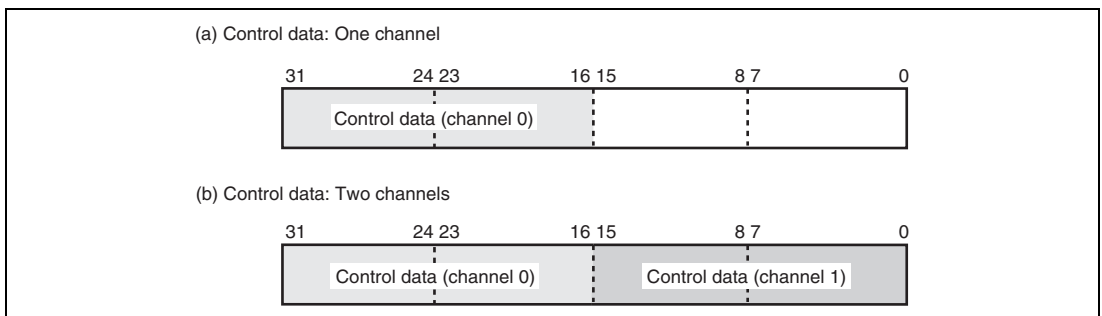 (a) Control data: One channel
31 24 23 16 15 8 7 0
Control data (channel 0)
(b) Control data: Two channels
31 24 23 16 15 8 7 0
Control data (channel 0) Control data (channel 1)